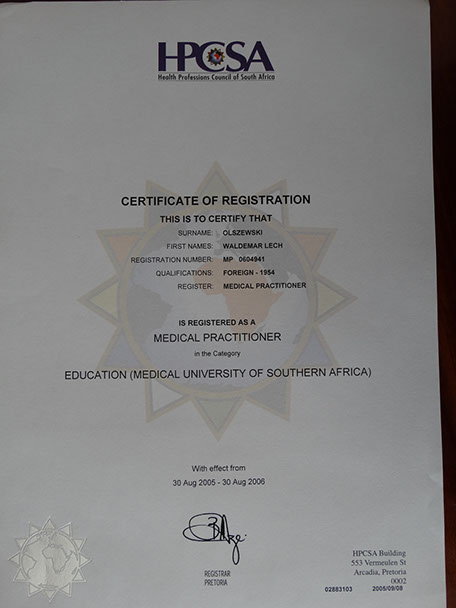 HPCSA
Health Professions Council of South Africa
CERTIFICATE OF REGISTRATION
THIS IS TO CERTIFY THAT
SURNAME: OLSZEWSKI
FIRST NAMES: WALDEMAR LECH
REGISTRATION NUMBER: MP 0604941
QUALIFICATIONS: FOREIGN - 1954
REGISTER: MEDICAL PRACTITIONER
IS REGISTERED AS A
MEDICAL PRACTITIONER
in the Category
EDUCATION (MEDICAL UNIVERSITY OF SOUTHERN AFRICA)
With effect from
30 Aug 2005 - 30 Aug 2006
REGISTRAR
PRETORIA
HPCSA Building
553 Vermeulen St
Arcadia, Pretoria
0002
02883103 2005/09/08